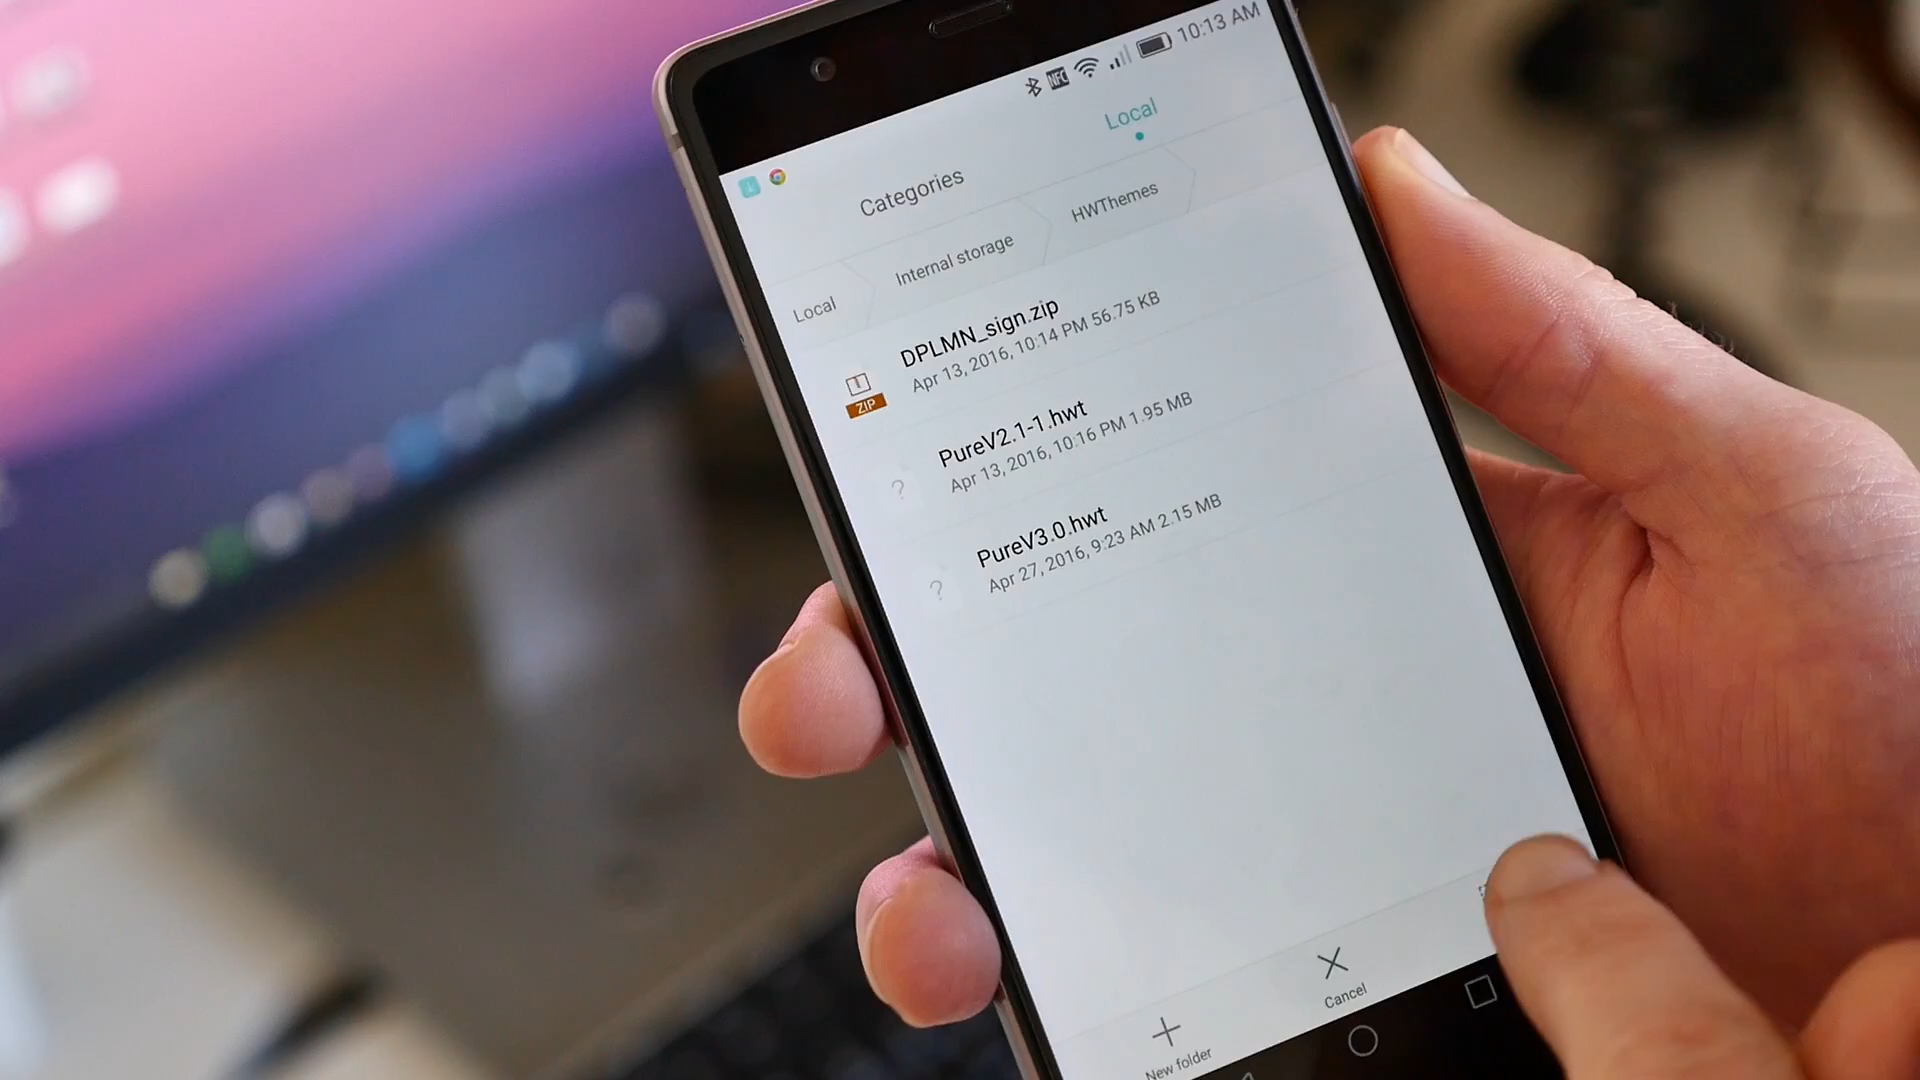 NFC 10:13 AM
Categories Local
Local Internal storage HWThemes
DPLMN_sign.zip
Apr 13, 2016, 10:14 PM 56.75 KB
ZIP
PureV2.1-1.hwt
Apr 13, 2016, 10:16 PM 1.95 MB
?
PureV3.0.hwt
Apr 27, 2016, 9:23 AM 2.15 MB
?
New folder Cancel